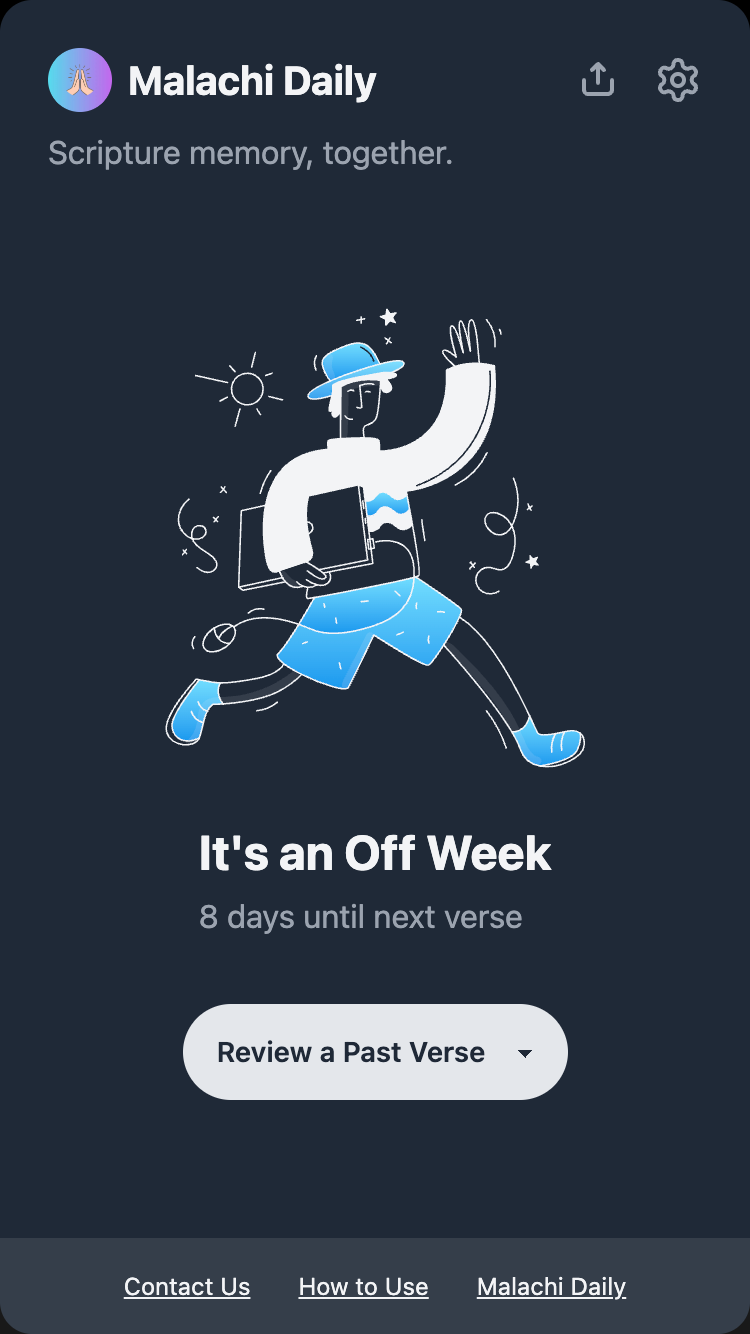 Malachi Daily
Scripture memory, together.
It's an Off Week
8 days until next verse
Review a Past Verse
Contact Us
How to Use
Malachi Daily